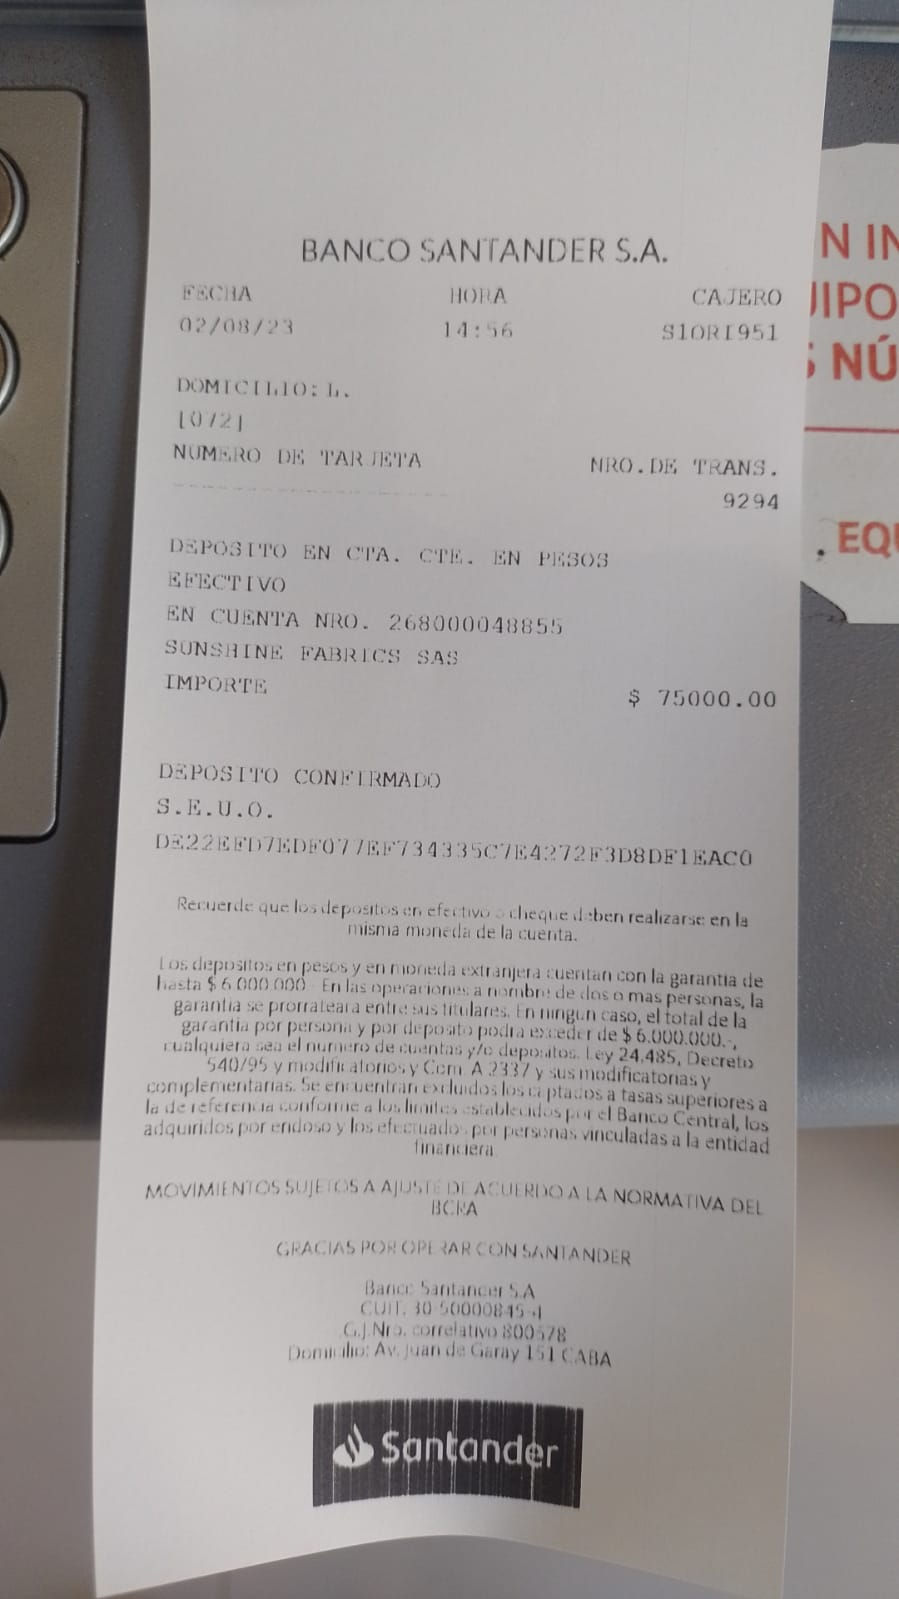 BANCO SANTANDER S.A.
FECHA HORA CAJERO
02/08/23 14:56 S1ORI951
DOMICILIO: L.
[072]
NUMERO DE TARJETA NRO.DE TRANS.
9294
DEPOSITO EN CTA. CTE. EN PESOS
EFECTIVO
EN CUENTA NRO. 268000048855
SUNSHINE FABRICS SAS
IMPORTE $ 75000.00
DEPOSITO CONFIRMADO
S.E.U.O.
DE22EFD7EDF077EF734335C7E4272F3D8DF1EAC0
Recuerde que los depositos en efectivo o cheque deben realizarse en la
misma moneda de la cuenta.
Los depositos en pesos y en moneda extranjera cuentan con la garantia de
hasta $ 6.000.000.- En las operaciones a nombre de dos o mas personas, la
garantia se prorrateara entre sus titulares. En ningun caso, el total de la
garantia por persona y por deposito podra exceder de $ 6.000.000.-,
cualquiera sea el numero de cuentas y/o depositos. Ley 24.485, Decreto
540/95 y modificatorios y Com. A 2337 y sus modificatorias y
complementarias. Se encuentran excluidos los captados a tasas superiores a
la de referencia conforme a los limites establecidos por el Banco Central, los
adquiridos por endoso y los efectuados por personas vinculadas a la entidad
financiera.
MOVIMIENTOS SUJETOS A AJUSTE DE ACUERDO A LA NORMATIVA DEL
BCRA
GRACIAS POR OPERAR CON SANTANDER
Banco Santander S.A
CUIT. 30-50000845-4
G.J.Nro. correlativo 800578
Domicilio: Av. Juan de Garay 151 CABA
Santander
N IN
IPO
NÚ
EQU